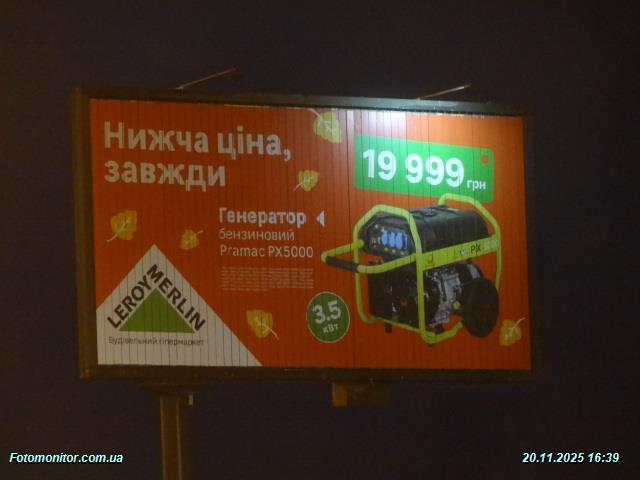 Нижча ціна,
завжди
19 999 грн
Генератор
бензиновий
Pramac PX5000
3.5
кВт
LEROY MERLIN
Будівельний гіпермаркет
Fotomonitor.com.ua
20.11.2025 16:39